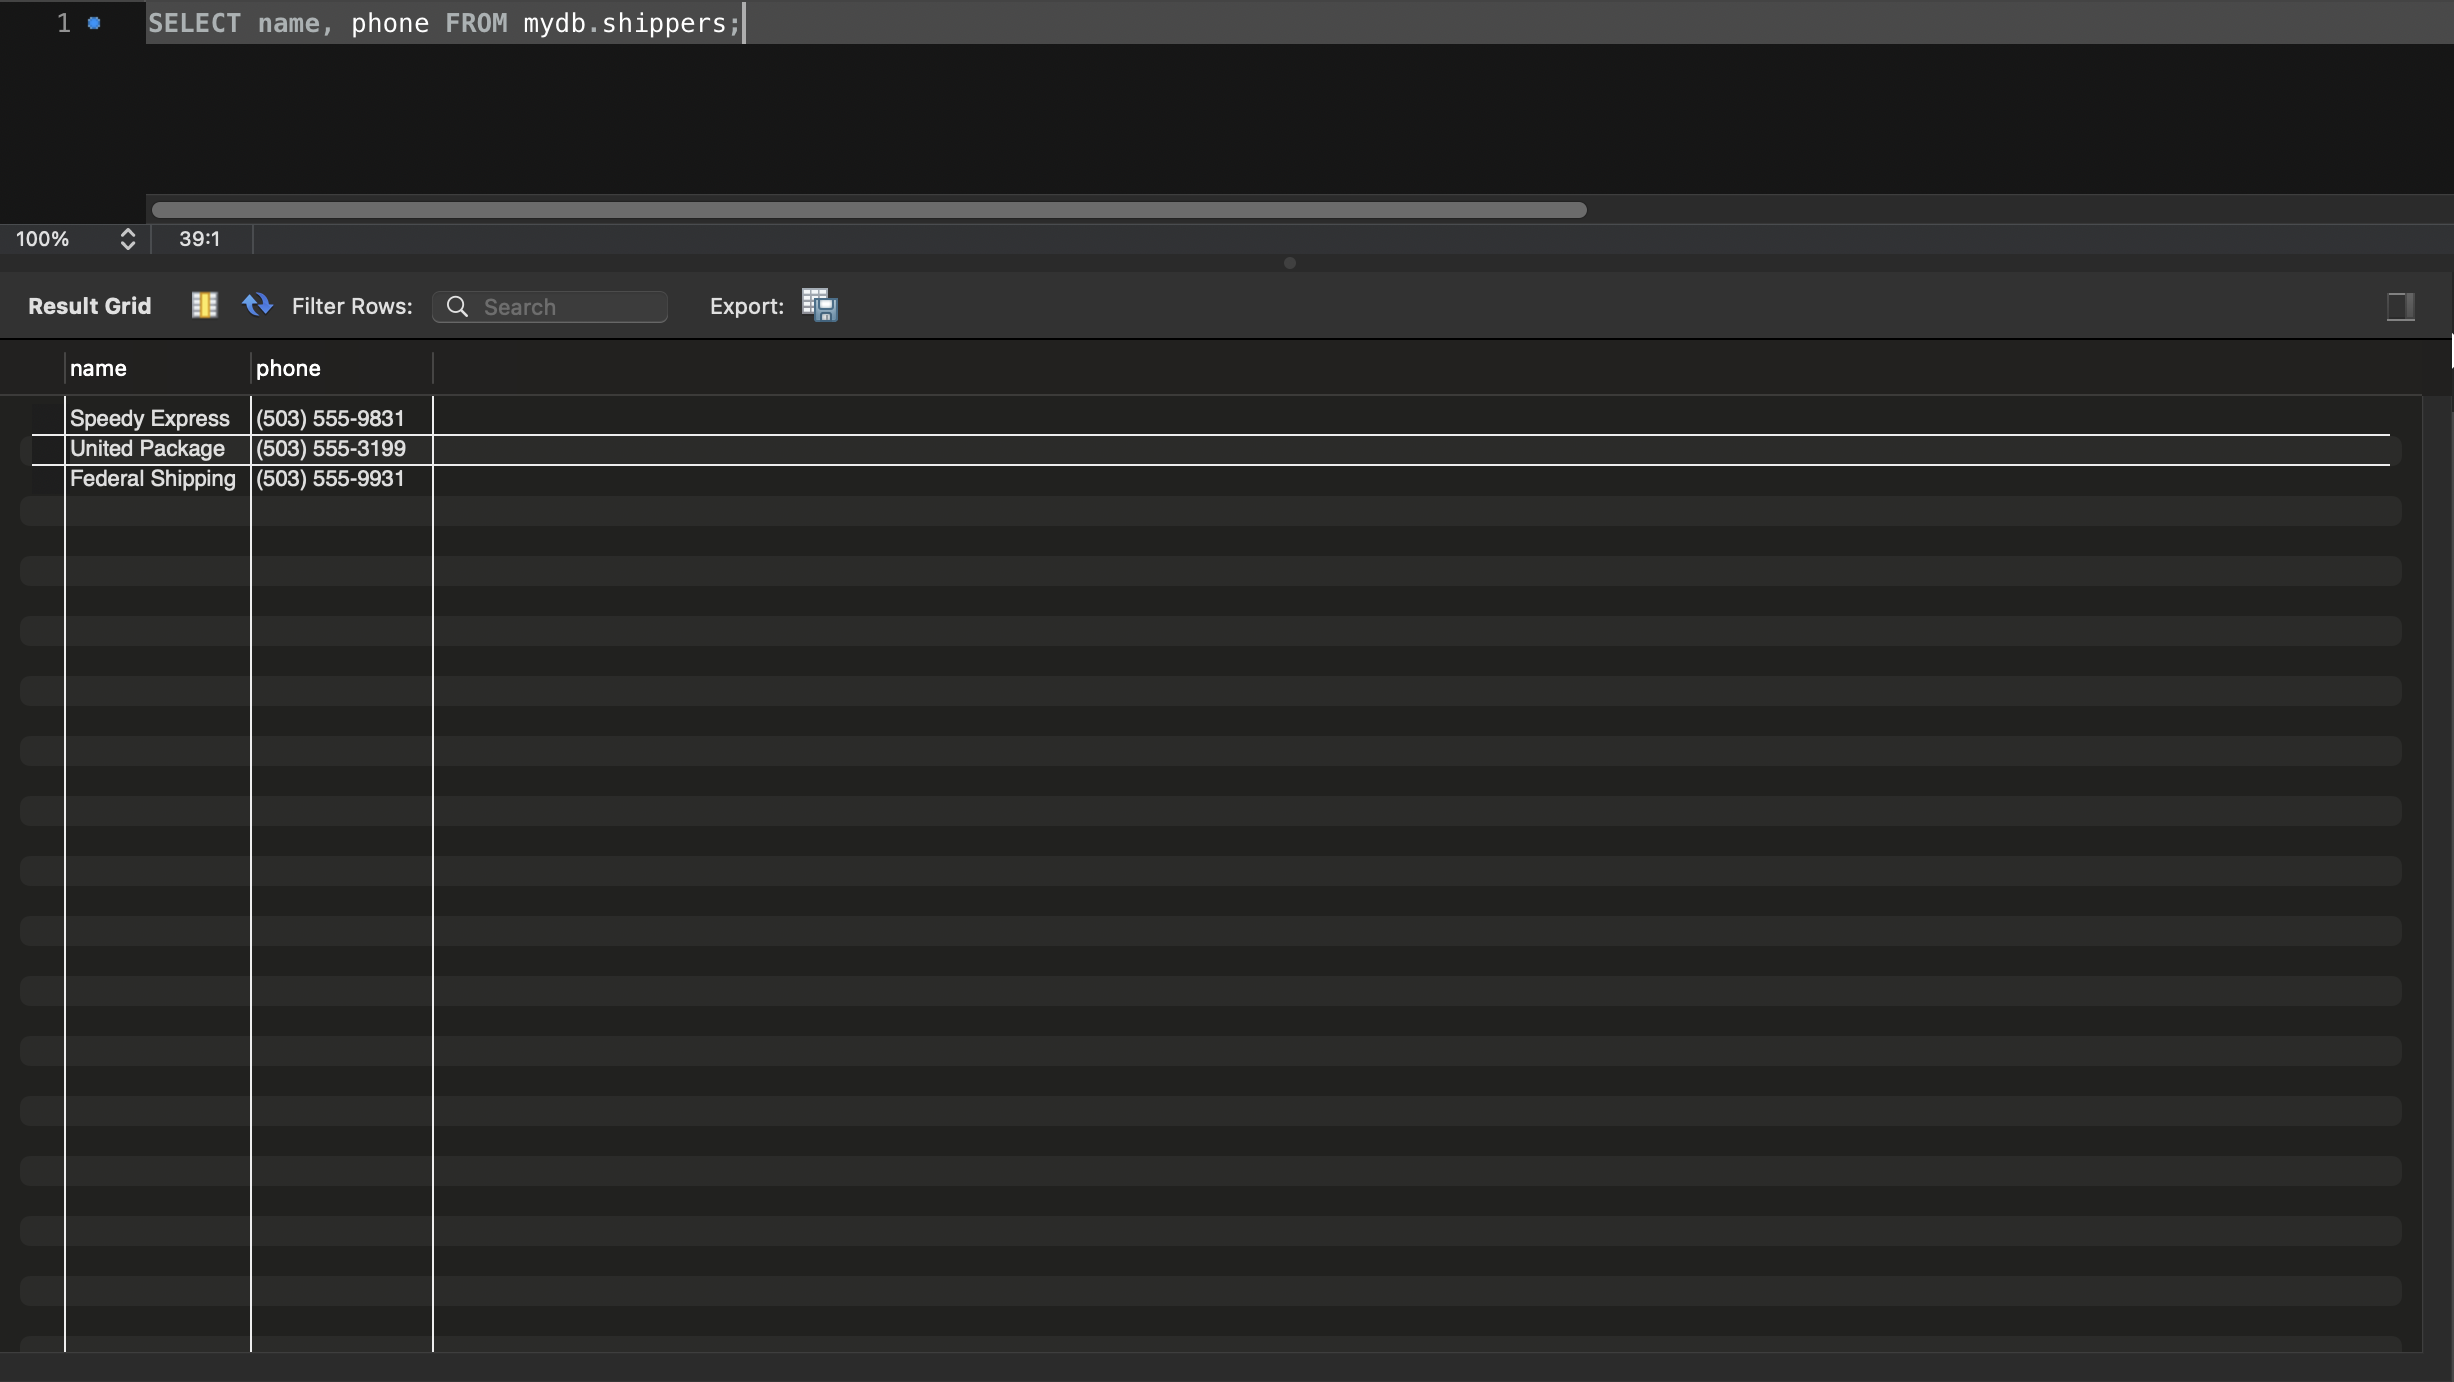 1 SELECT name, phone FROM mydb.shippers;
100% 39:1
Result Grid Filter Rows: Search Export:
name phone
Speedy Express (503) 555-9831
United Package (503) 555-3199
Federal Shipping (503) 555-9931